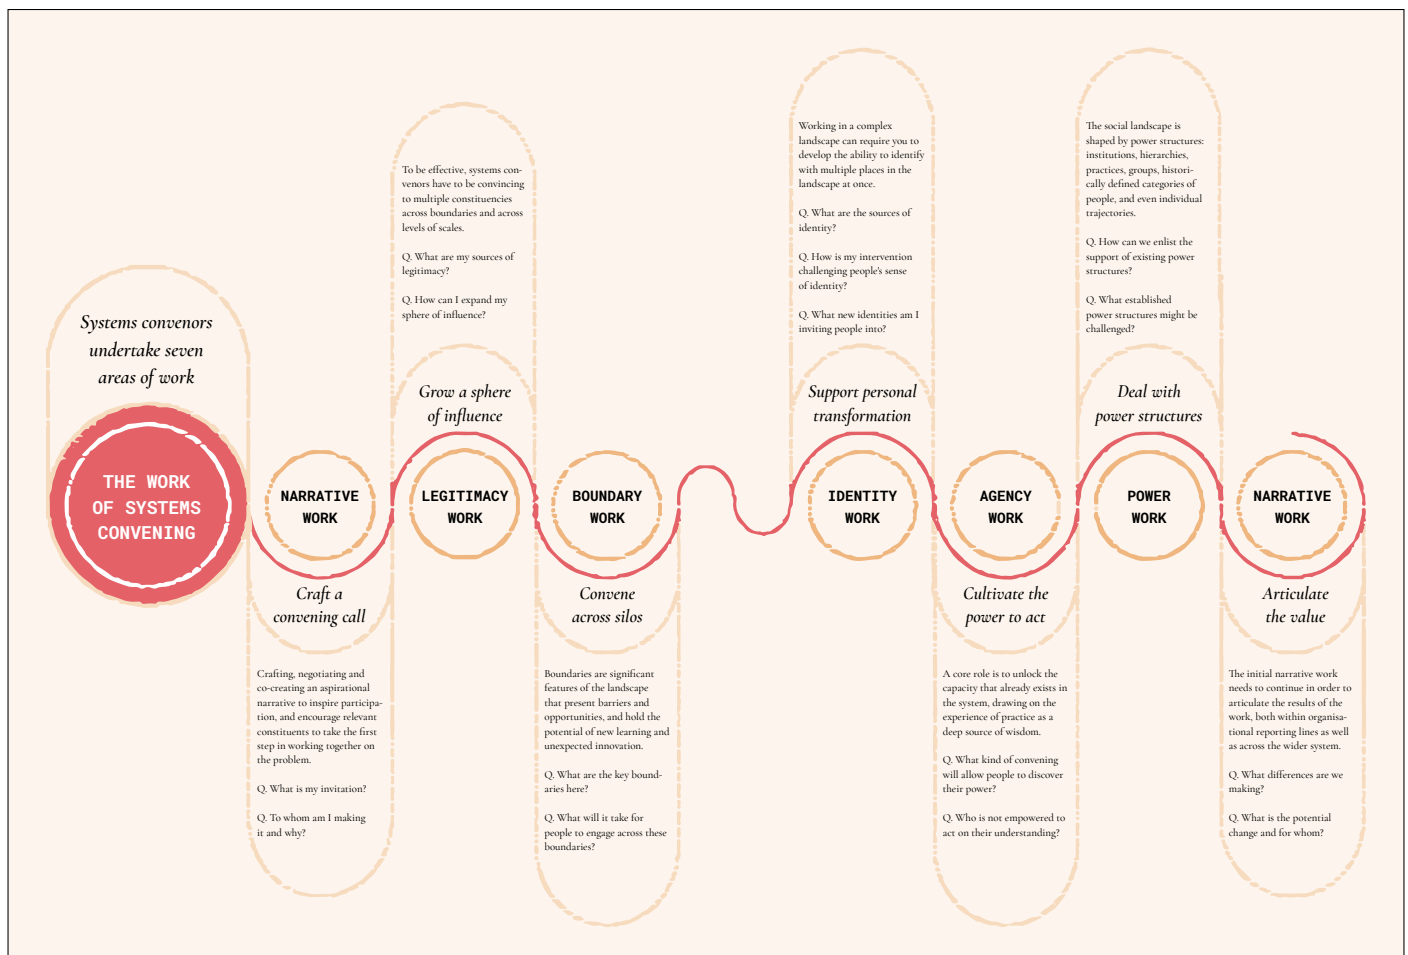 Systems convenors
undertake seven
areas of work
THE WORK
OF SYSTEMS
CONVENING
NARRATIVE
WORK
Craft a
convening call
Crafting, negotiating and
co-creating an aspirational
narrative to inspire participa-
tion, and encourage relevant
constituents to take the first
step in working together on
the problem.
Q. What is my invitation?
Q. To whom am I making
it and why?
To be effective, systems con-
venors have to be convincing
to multiple constituencies
across boundaries and across
levels of scales.
Q. What are my sources of
legitimacy?
Q. How can I expand my
sphere of influence?
Grow a sphere
of influence
LEGITIMACY
WORK
BOUNDARY
WORK
Convene
across silos
Boundaries are significant
features of the landscape
that present barriers and
opportunities, and hold the
potential of new learning and
unexpected innovation.
Q. What are the key bound-
aries here?
Q. What will it take for
people to engage across these
boundaries?
Working in a complex
landscape can require you to
develop the ability to identify
with multiple places in the
landscape at once.
Q. What are the sources of
identity?
Q. How is my intervention
challenging people's sense
of identity?
Q. What new identities am I
inviting people into?
Support personal
transformation
IDENTITY
WORK
AGENCY
WORK
Cultivate the
power to act
A core role is to unlock the
capacity that already exists in
the system, drawing on the
experience of practice as a
deep source of wisdom.
Q. What kind of convening
will allow people to discover
their power?
Q. Who is not empowered to
act on their understanding?
The social landscape is
shaped by power structures:
institutions, hierarchies,
practices, groups, histori-
cally defined categories of
people, and even individual
trajectories.
Q. How can we enlist the
support of existing power
structures?
Q. What established
power structures might be
challenged?
Deal with
power structures
POWER
WORK
NARRATIVE
WORK
Articulate
the value
The initial narrative work
needs to continue in order to
articulate the results of the
work, both within organisa-
tional reporting lines as well
as across the wider system.
Q. What differences are we
making?
Q. What is the potential
change and for whom?